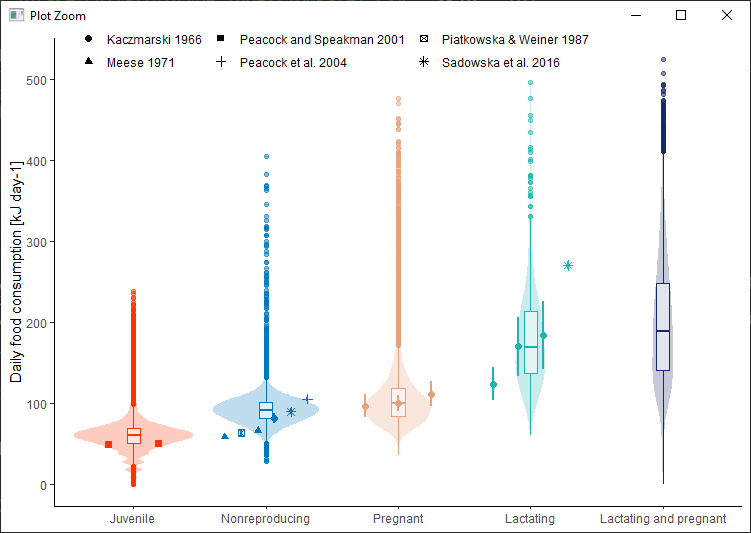 Plot Zoom
Kaczmarski 1966
Peacock and Speakman 2001
Piatkowska & Weiner 1987
Meese 1971
Peacock et al. 2004
Sadowska et al. 2016
Daily food consumption [kJ day-1]
500
400
300
200
100
0
Juvenile
Nonreproducing
Pregnant
Lactating
Lactating and pregnant